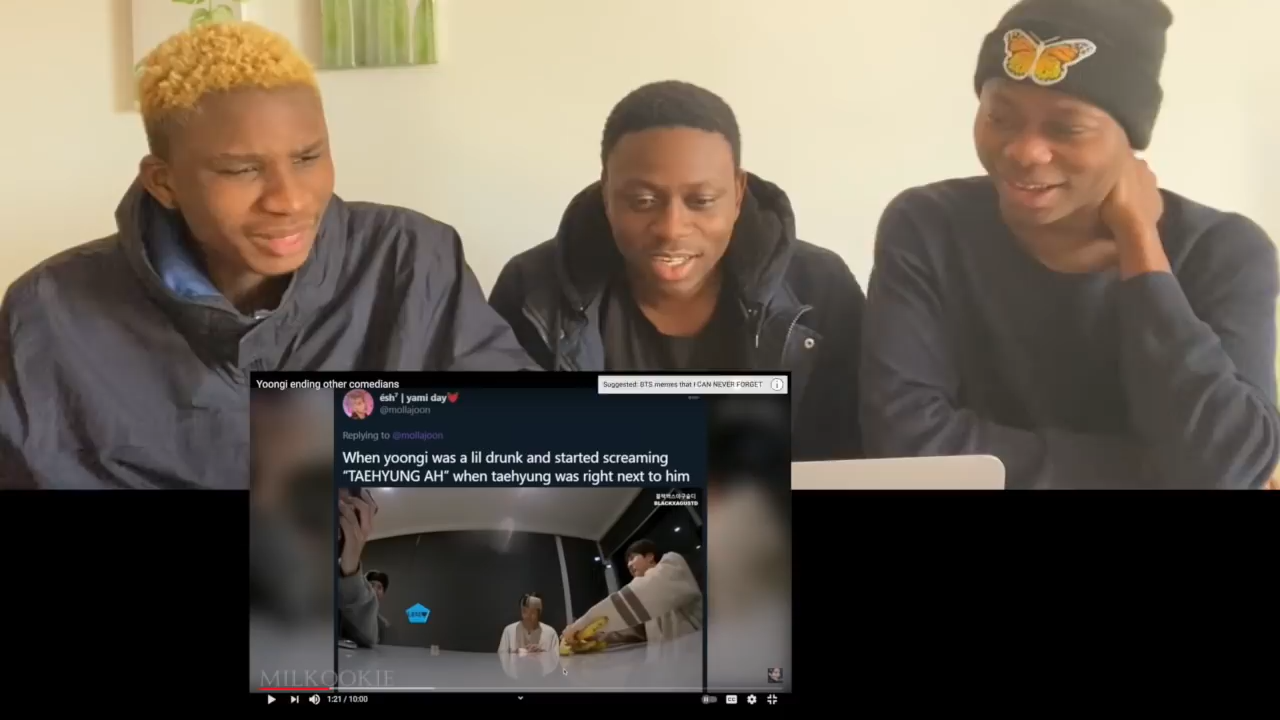 Yoongi ending other comedians
Suggested: BTS memes that I CAN NEVER FORGET
ésh⁷ | yami day
@mollajoon
Replying to @mollajoon
When yoongi was a lil drunk and started screaming
“TAEHYUNG AH” when taehyung was right next to him
BLACKXAGUSTD
MILKOOKIE
1:21 / 10:00
CC